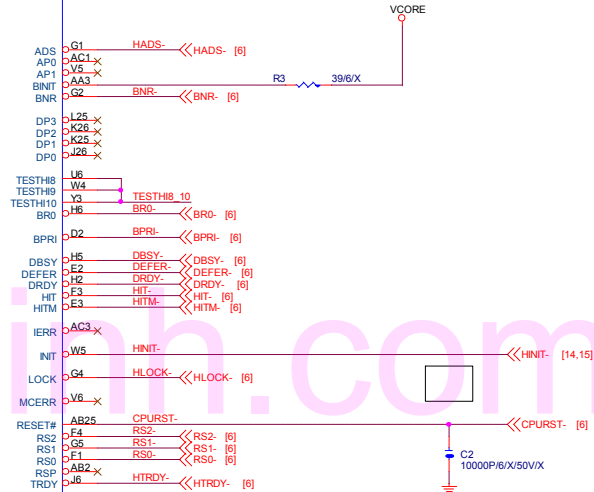 VCORE
ADS G1 HADS- HADS- [6]
AP0 AC1
AP1 V5
BINIT AA3 R3 39/6/X
BNR G2 BNR- BNR- [6]
DP3 L25
DP2 K26
DP1 K25
DP0 J26
TESTHI8 U6
TESTHI9 W4
TESTHI10 Y3 TESTHI8_10
BR0 H6 BR0- BR0- [6]
BPRI D2 BPRI- BPRI- [6]
DBSY H5 DBSY- DBSY- [6]
DEFER E2 DEFER- DEFER- [6]
DRDY H2 DRDY- DRDY- [6]
HIT F3 HIT- HIT- [6]
HITM E3 HITM- HITM- [6]
IERR AC3
inh.com
INIT W5 HINIT- HINIT- [14,15]
LOCK G4 HLOCK- HLOCK- [6]
MCERR V6
RESET# AB25 CPURST- CPURST- [6]
RS2 F4 RS2- RS2- [6]
RS1 G5 RS1- RS1- [6]
RS0 F1 RS0- RS0- [6]
C2
10000P/6/X/50V/X
RSP AB2
TRDY J6 HTRDY- HTRDY- [6]